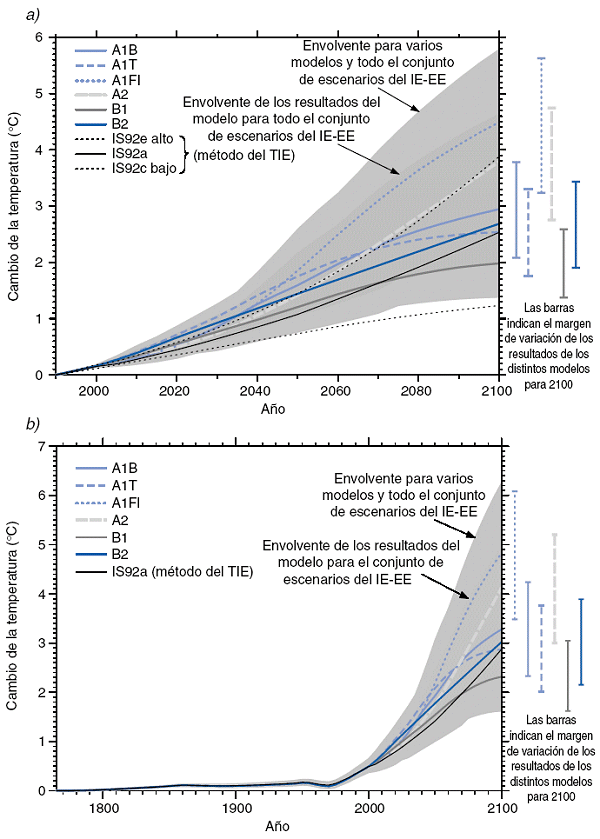 a)
6
5
4
3
2
1
0
Cambio de la temperatura (°C)
A1B
A1T
A1FI
A2
B1
B2
IS92e alto
IS92a
IS92c bajo
(método del TIE)
Envolvente para varios
modelos y todo el conjunto
de escenarios del IE-EE
Envolvente de los resultados del
modelo para todo el conjunto
de escenarios del IE-EE
2000 2020 2040 2060 2080 2100
Año
Las barras
indican el margen
de variación de los
resultados de los
distintos modelos
para 2100
b)
7
6
5
4
3
2
1
0
Cambio de la temperatura (°C)
A1B
A1T
A1FI
A2
B1
B2
IS92a (método del TIE)
Envolvente para varios
modelos y todo el conjunto
de escenarios del IE-EE
Envolvente de los resultados del
modelo para el conjunto de
escenarios del IE-EE
1800 1900 2000 2100
Año
Las barras
indican el margen
de variación de los
resultados de los
distintos modelos
para 2100